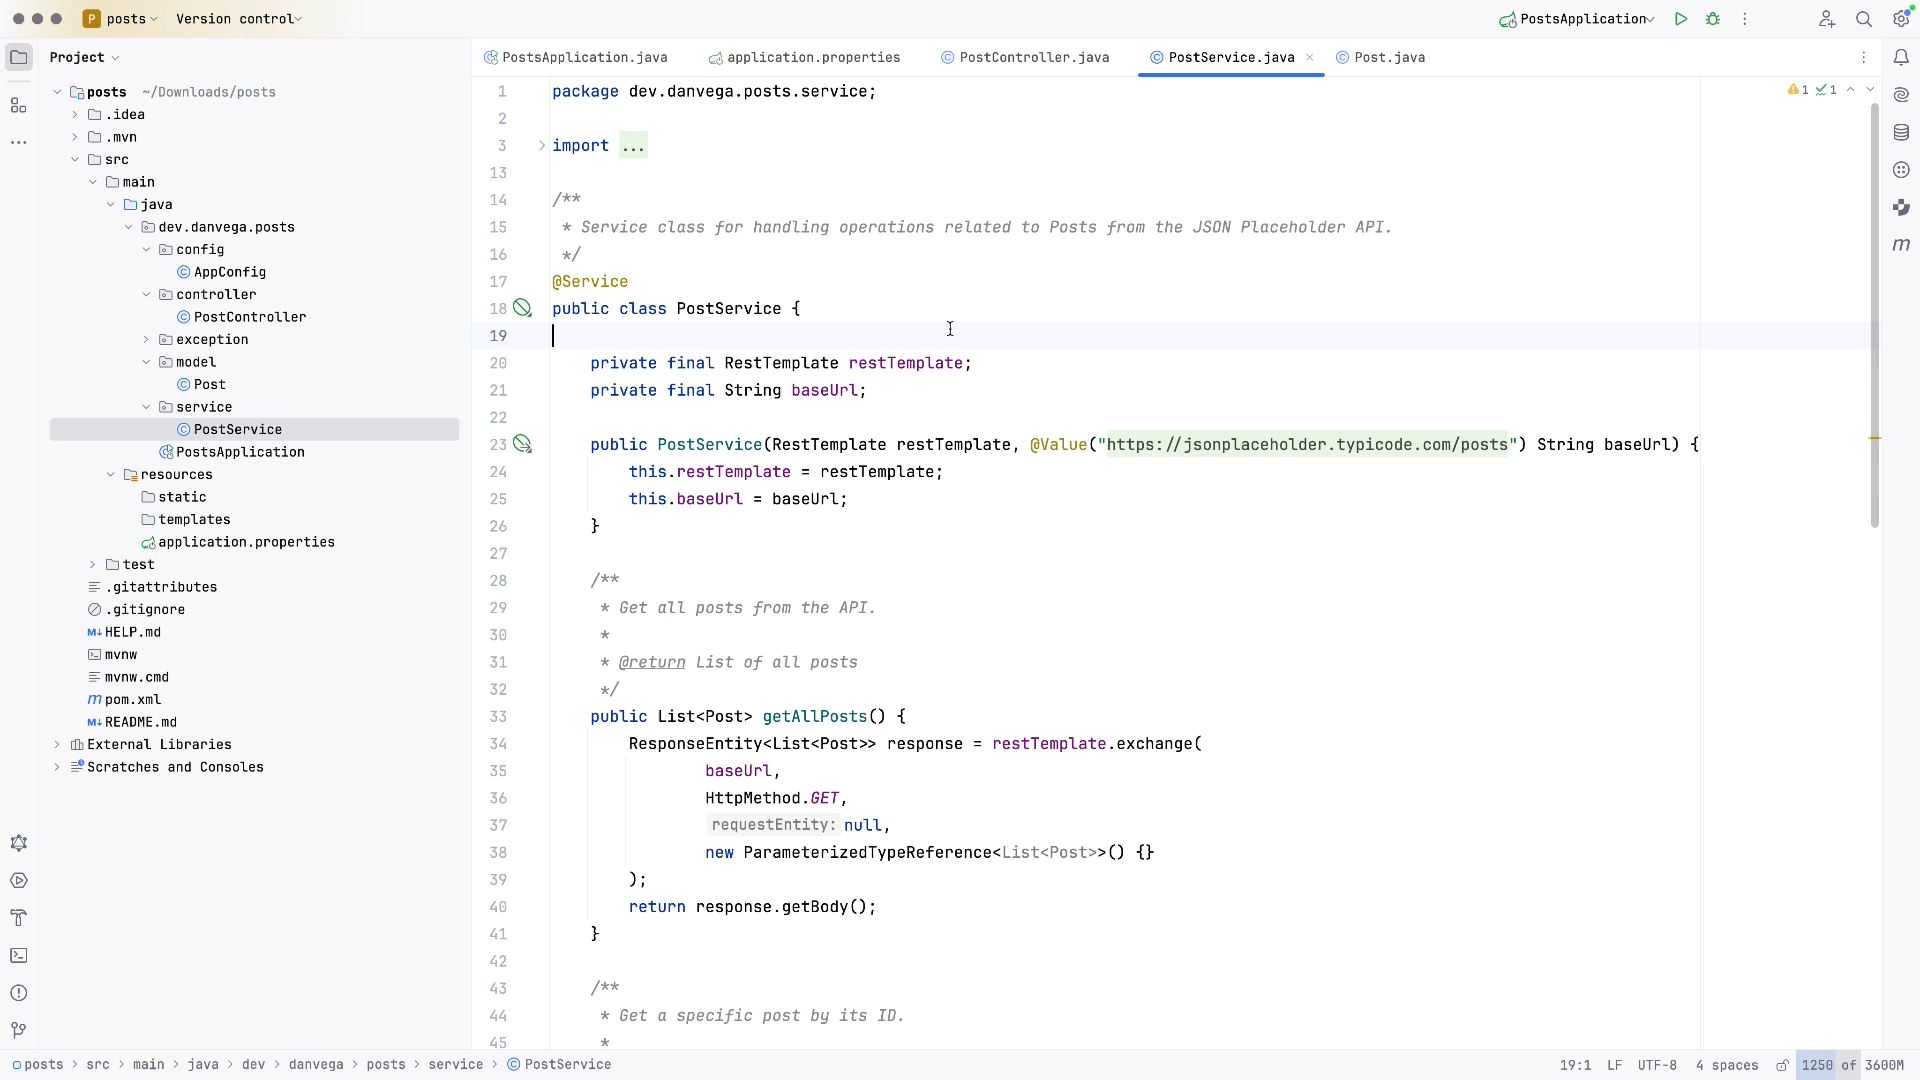 P posts Version control PostsApplication
Project PostsApplication.java application.properties PostController.java PostService.java Post.java
posts ~/Downloads/posts
.idea
.mvn
src
main
java
dev.danvega.posts
config
AppConfig
controller
PostController
exception
model
Post
service
PostService
PostsApplication
resources
static
templates
application.properties
test
.gitattributes
.gitignore
M↓ HELP.md
mvnw
mvnw.cmd
m pom.xml
M↓ README.md
External Libraries
Scratches and Consoles
1 package dev.danvega.posts.service;
1 1
2
3 import ...
13
14 /**
15 * Service class for handling operations related to Posts from the JSON Placeholder API.
16 */
17 @Service
18 public class PostService {
19
20 private final RestTemplate restTemplate;
21 private final String baseUrl;
22
23 public PostService(RestTemplate restTemplate, @Value("https://jsonplaceholder.typicode.com/posts") String baseUrl) {
24 this.restTemplate = restTemplate;
25 this.baseUrl = baseUrl;
26 }
27
28 /**
29 * Get all posts from the API.
30 *
31 * @return List of all posts
32 */
33 public List<Post> getAllPosts() {
34 ResponseEntity<List<Post>> response = restTemplate.exchange(
35 baseUrl,
36 HttpMethod.GET,
37 requestEntity: null,
38 new ParameterizedTypeReference<List<Post>>() {}
39 );
40 return response.getBody();
41 }
42
43 /**
44 * Get a specific post by its ID.
45 *
m
posts > src > main > java > dev > danvega > posts > service > PostService 19:1 LF UTF-8 4 spaces 1250 of 3600M